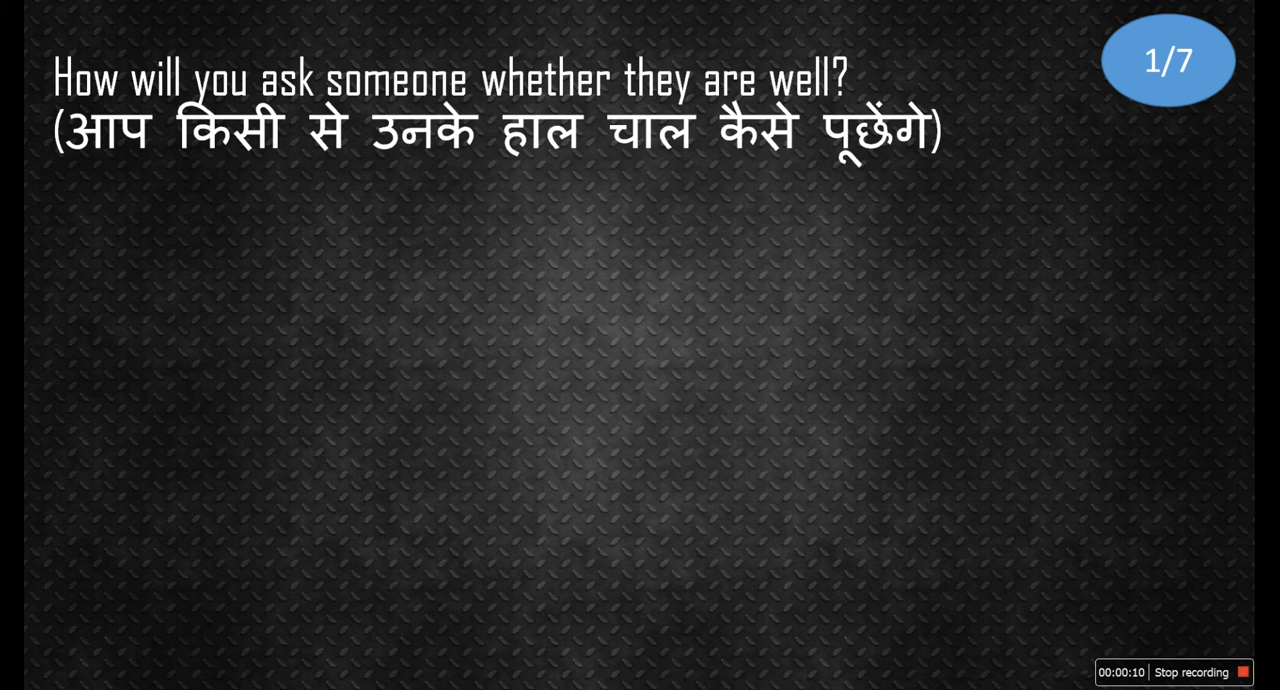 1/7
How will you ask someone whether they are well?
(आप किसी से उनके हाल चाल कैसे पूछेंगे)
00:00:10 Stop recording